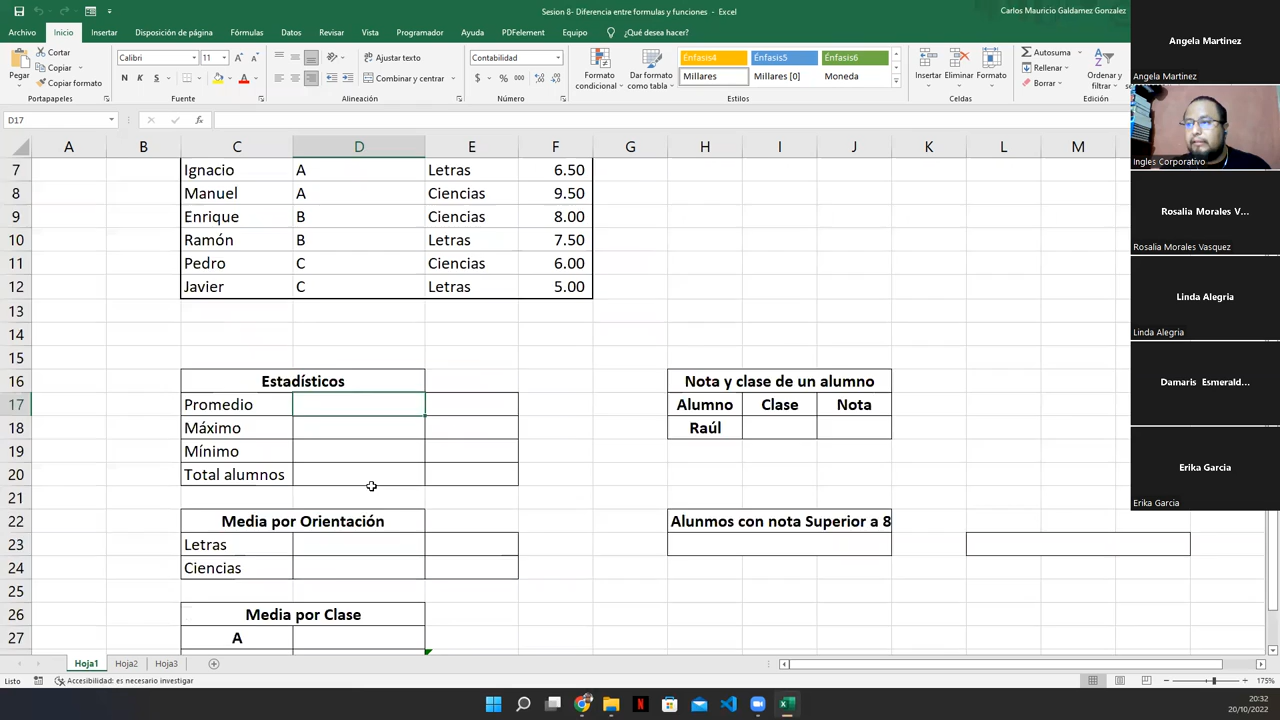 Sesion 8- Diferencia entre formulas y funciones - Excel
Carlos Mauricio Galdamez Gonzalez
Archivo Inicio Insertar Disposición de página Fórmulas Datos Revisar Vista Programador Ayuda PDFelement Equipo ¿Qué desea hacer?
Pegar
Cortar
Copiar
Copiar formato
Portapapeles
Calibri 11
N K S
Fuente
Ajustar texto
Combinar y centrar
Alineación
Contabilidad
$ % 000
Número
Formato condicional
Dar formato como tabla
Énfasis4 Énfasis5 Énfasis6
Millares Millares [0] Moneda
Estilos
Insertar Eliminar Formato
Celdas
Autosuma
Rellenar
Borrar
Ordenar y filtrar
Edición
D17 fx
A B C D E F G H I J K L M
7 Ignacio A Letras 6.50
8 Manuel A Ciencias 9.50
9 Enrique B Ciencias 8.00
10 Ramón B Letras 7.50
11 Pedro C Ciencias 6.00
12 Javier C Letras 5.00
13
14
15
16 Estadísticos Nota y clase de un alumno
17 Promedio Alumno Clase Nota
18 Máximo Raúl
19 Mínimo
20 Total alumnos
21
22 Media por Orientación Alunmos con nota Superior a 8
23 Letras
24 Ciencias
25
26 Media por Clase
27 A
Hoja1 Hoja2 Hoja3
Listo Accesibilidad: es necesario investigar 175%
20:32
20/10/2022
Angela Martinez
Angela Martinez
Ingles Corporativo
Rosalia Morales V...
Rosalia Morales Vasquez
Linda Alegria
Linda Alegria
Damaris Esmerald...
Erika Garcia
Erika Garcia